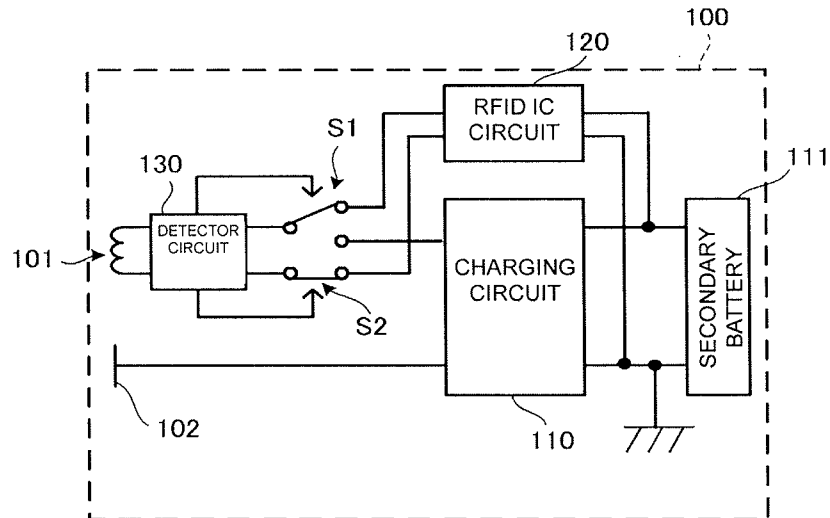 100
120
RFID IC
CIRCUIT
S1
130
111
DETECTOR
CIRCUIT
101
CHARGING
CIRCUIT
SECONDARY
BATTERY
S2
102
110